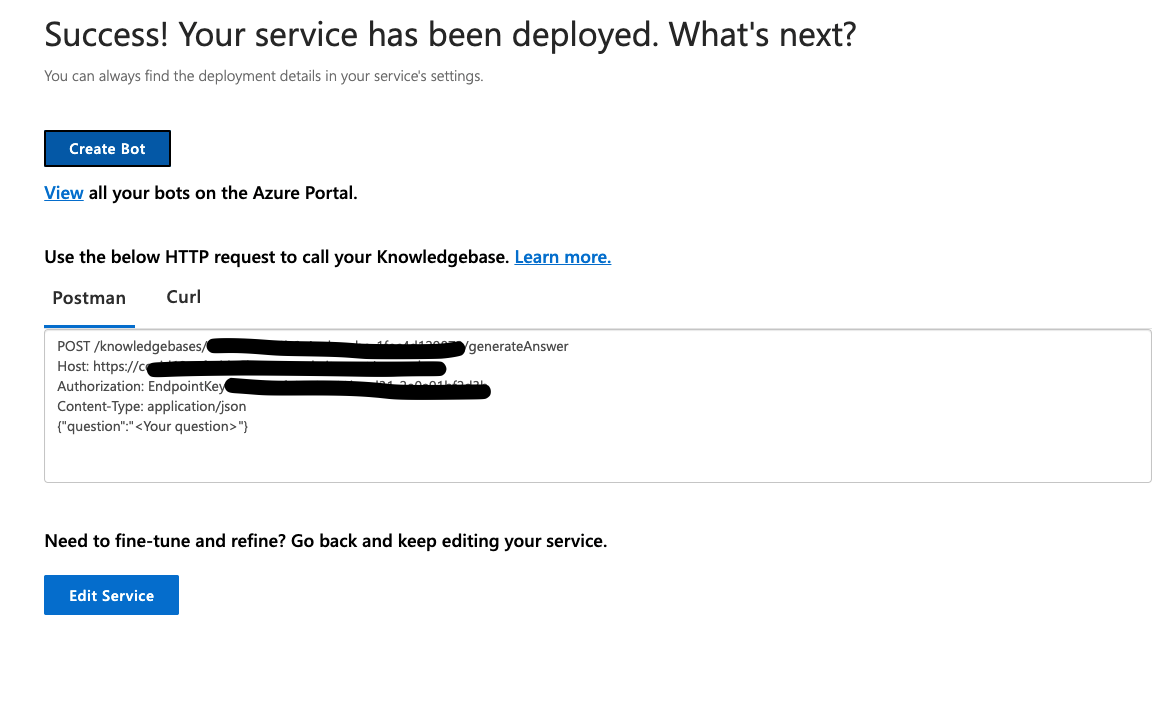 Success! Your service has been deployed. What's next?
You can always find the deployment details in your service's settings.
Create Bot
View all your bots on the Azure Portal.
Use the below HTTP request to call your Knowledgebase. Learn more.
Postman
Curl
POST /knowledgebases/ /generateAnswer
Host: https://
Authorization: EndpointKey
Content-Type: application/json
{"question":"<Your question>"}
Need to fine-tune and refine? Go back and keep editing your service.
Edit Service